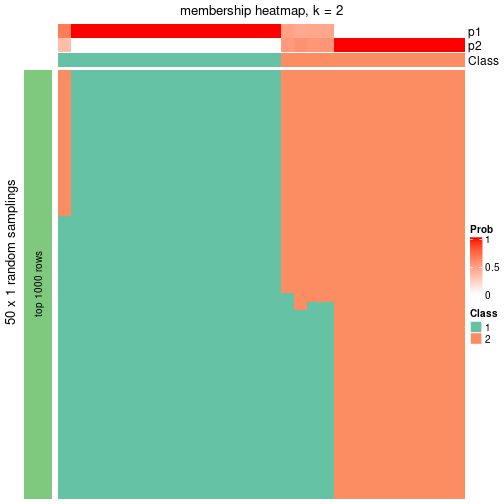 membership heatmap, k = 2
p1
p2
Class
50 x 1 random samplings
top 1000 rows
Prob
1
0.5
0
Class
1
2